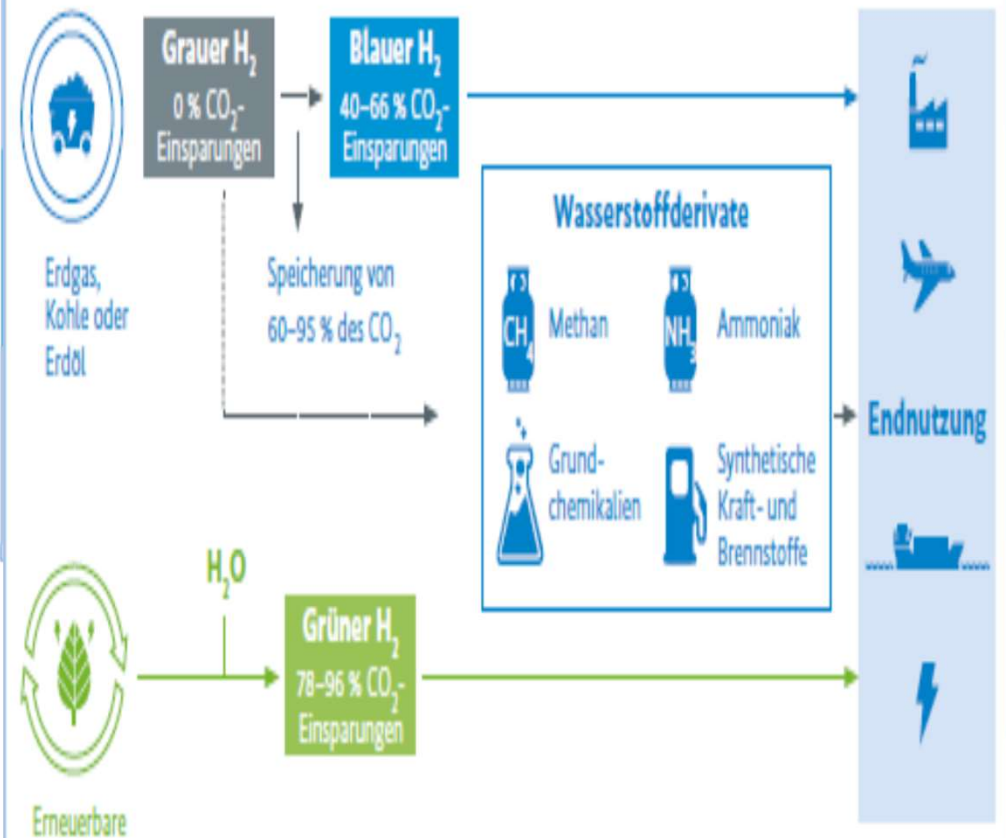 Grauer H₂
0 % CO₂-
Einsparungen
Blauer H₂
40–66 % CO₂-
Einsparungen
Erdgas,
Kohle oder
Erdöl
Speicherung von
60–95 % des CO₂
Wasserstoffderivate
CH₄
Methan
NH₃
Ammoniak
Grund-
chemikalien
Synthetische
Kraft- und
Brennstoffe
Endnutzung
H₂O
Grüner H₂
78–96 % CO₂-
Einsparungen
Erneuerbare